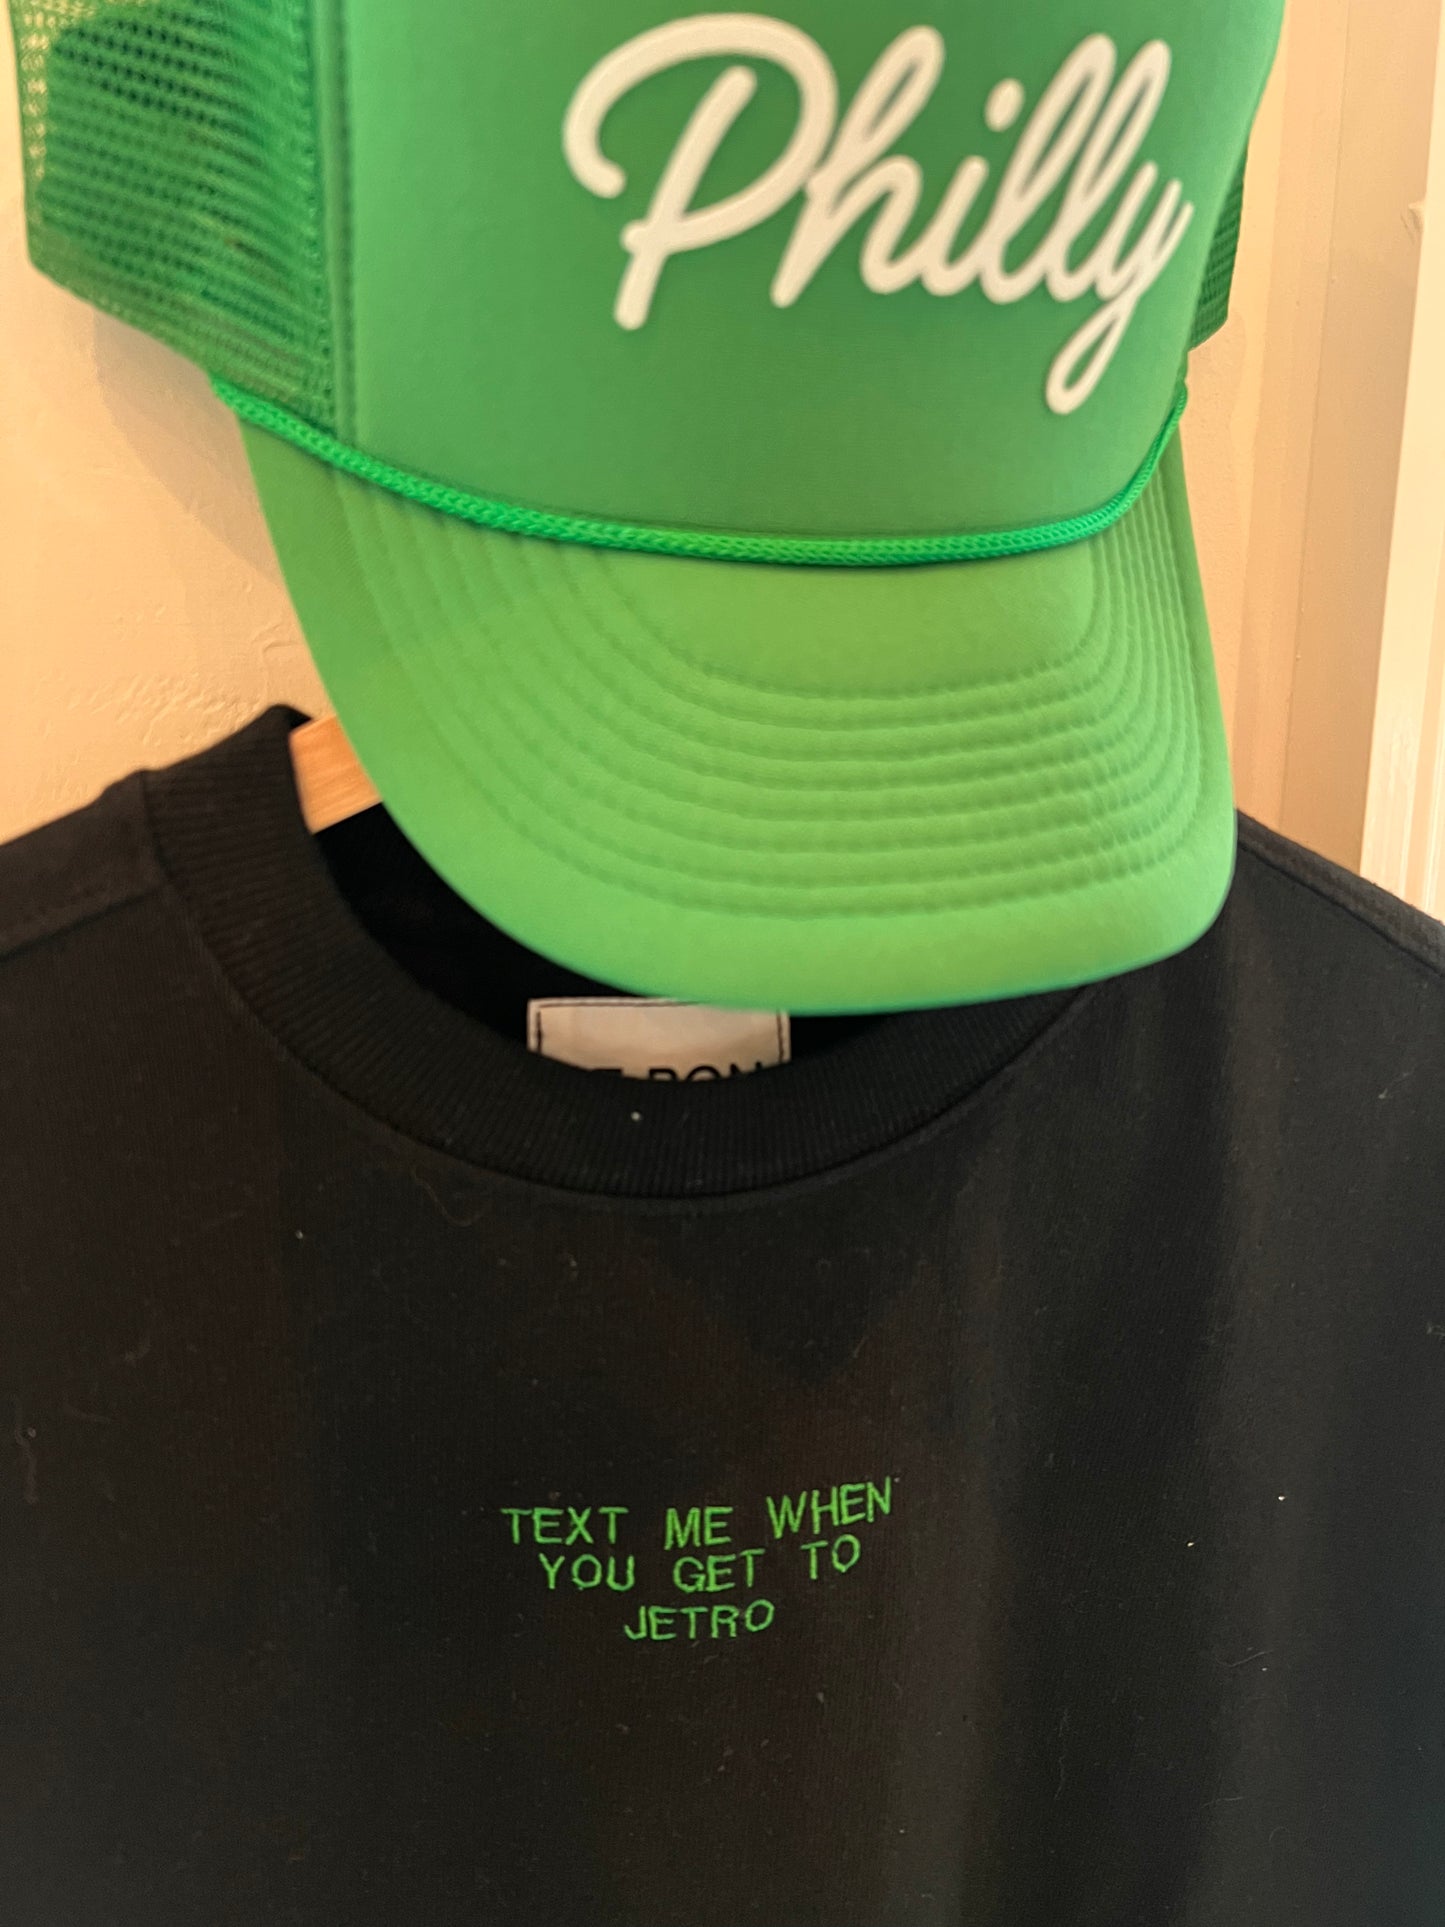 Philly
TEXT ME WHEN
YOU GET TO
JETRO